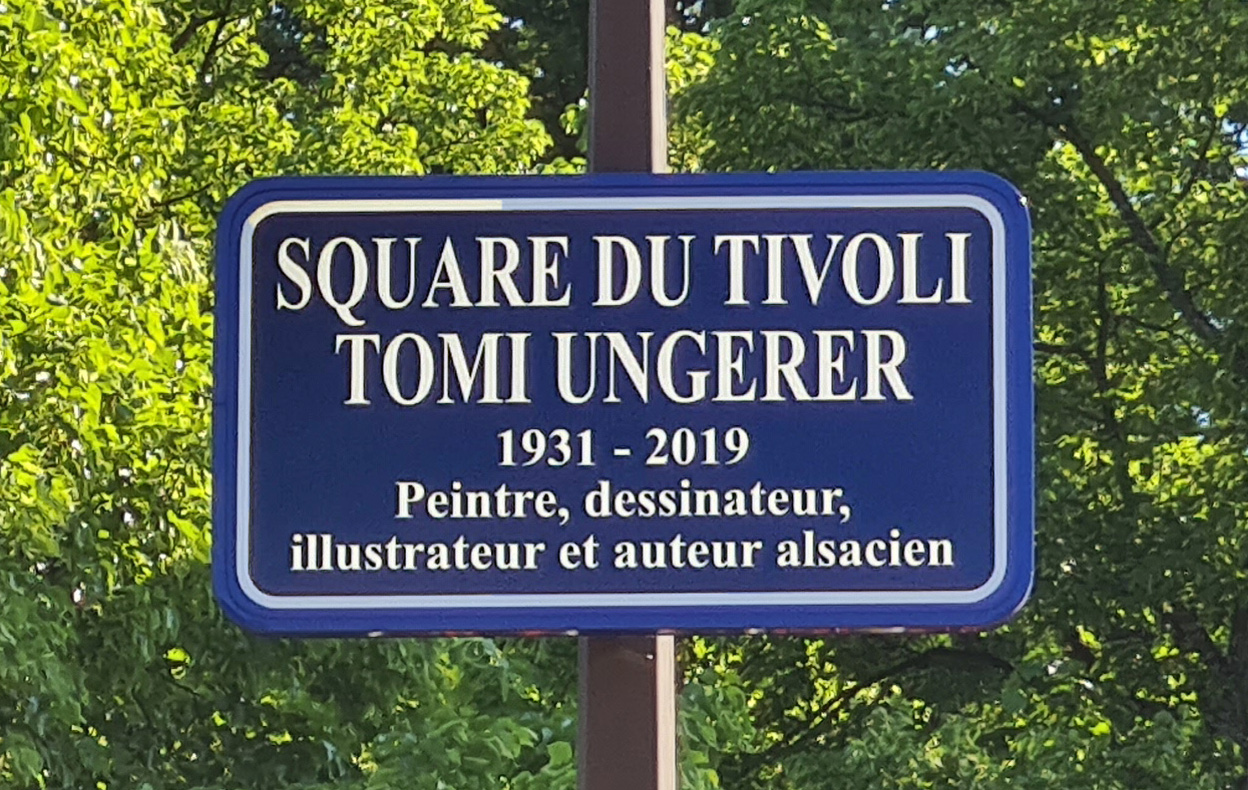 SQUARE DU TIVOLI
TOMI UNGERER
1931 - 2019
Peintre, dessinateur,
illustrateur et auteur alsacien